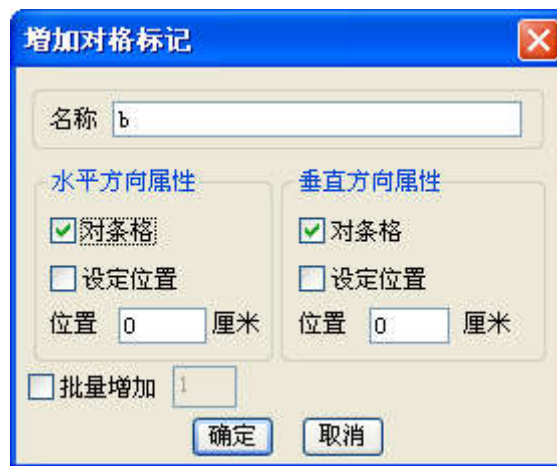 增加对格标记
名称 b
水平方向属性 垂直方向属性
对条格 对条格
设定位置 设定位置
位置 0 厘米 位置 0 厘米
批量增加 1
确定 取消